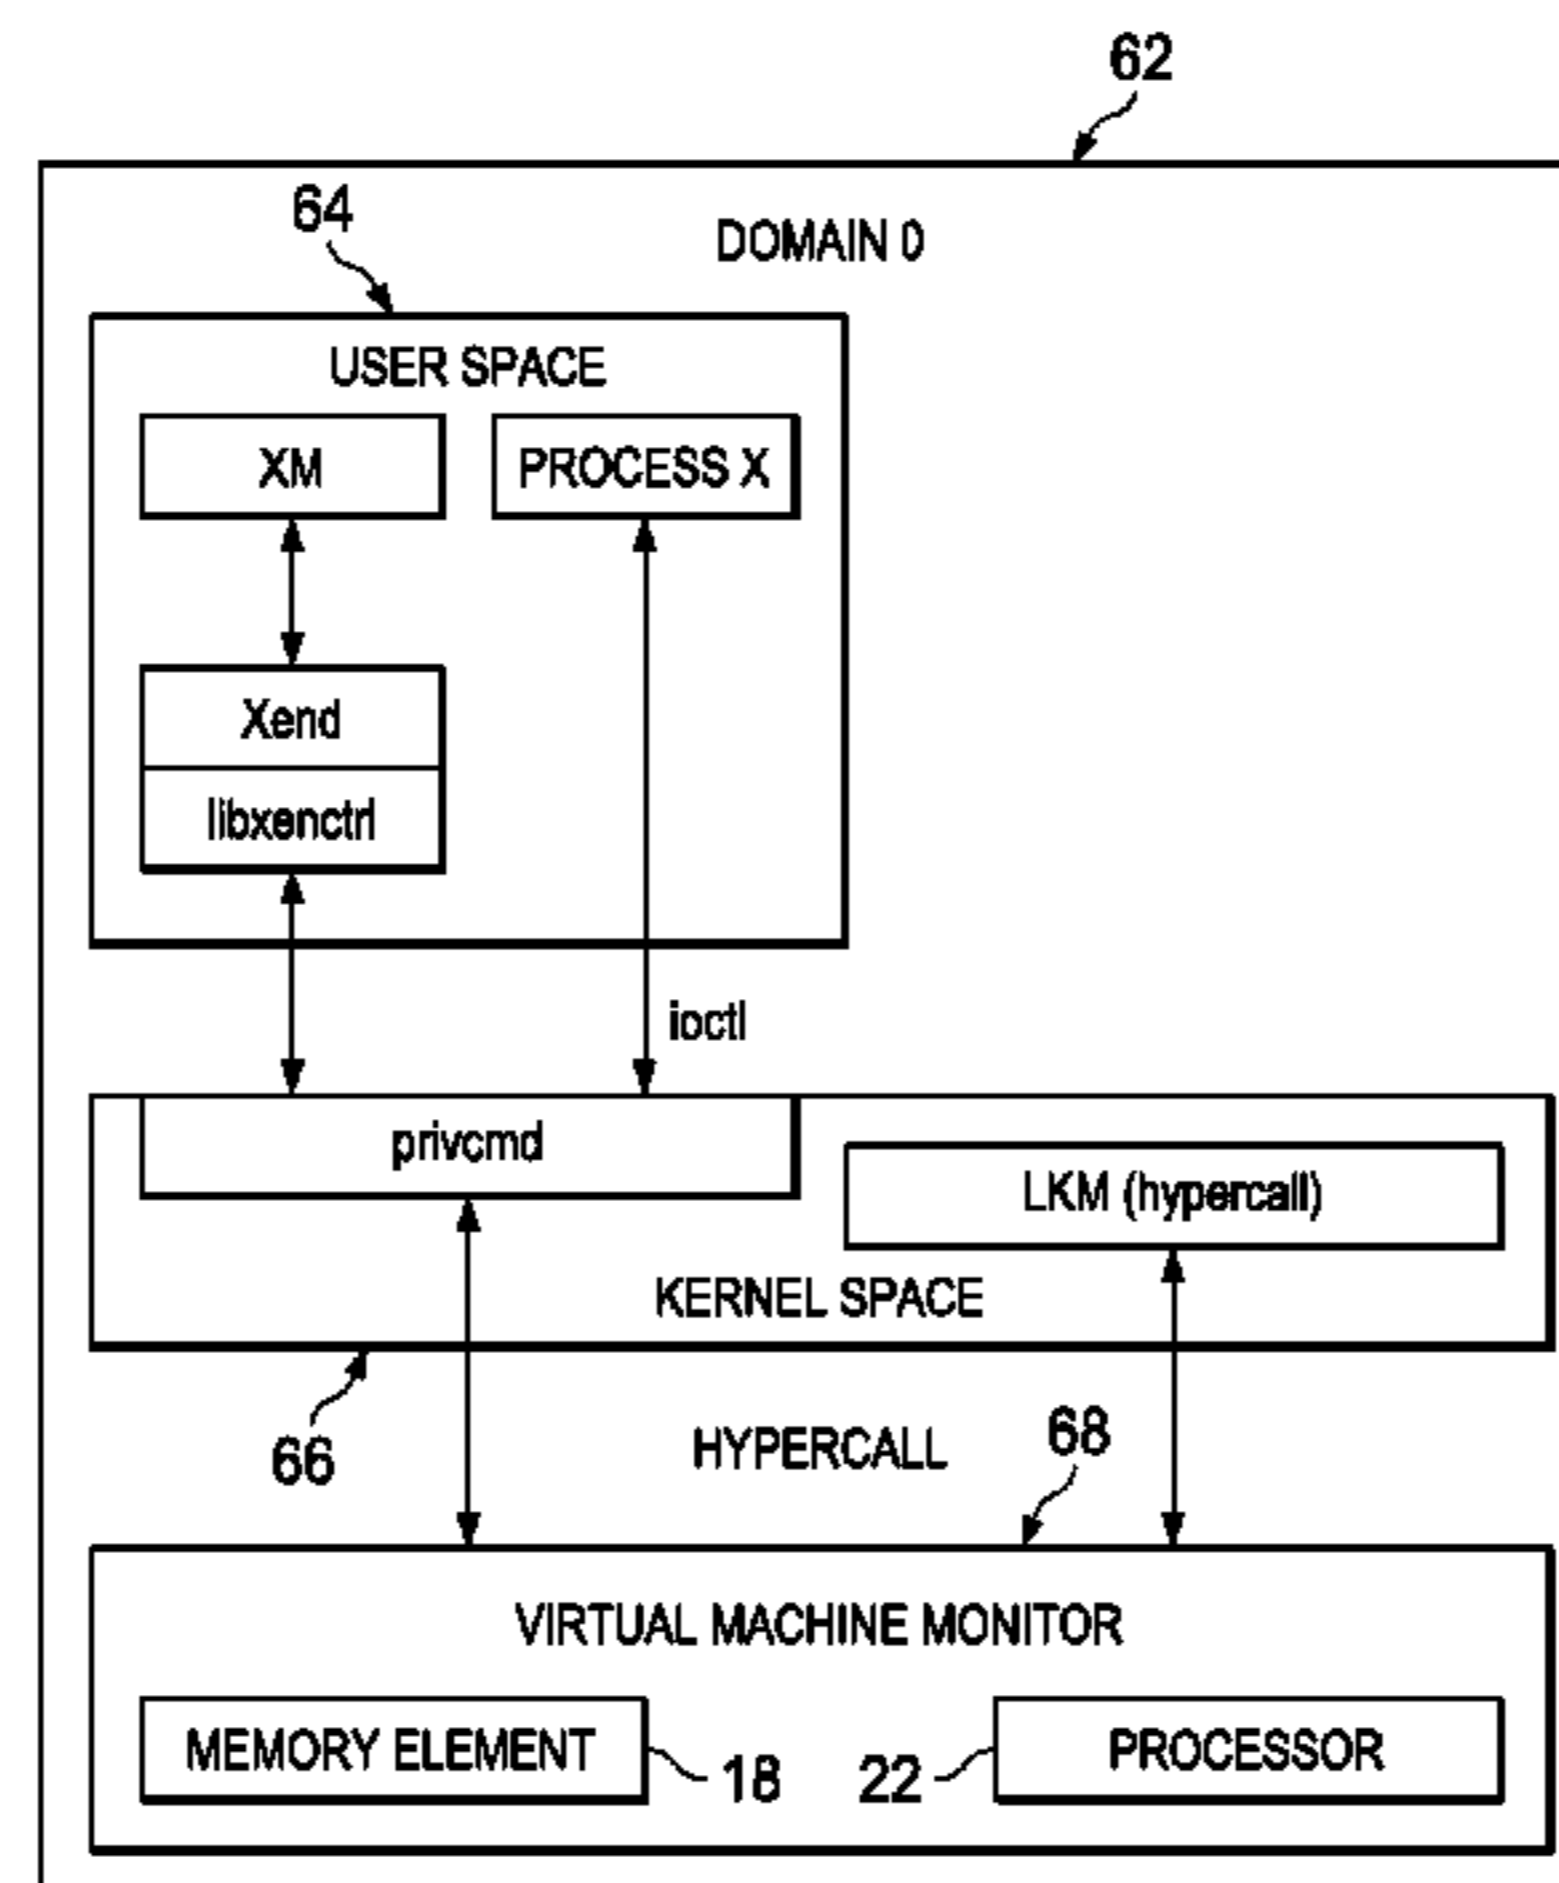 62
64
DOMAIN 0
USER SPACE
XM
PROCESS X
Xend
libxenctrl
ioctl
privcmd
LKM (hypercall)
KERNEL SPACE
66
HYPERCALL
68
VIRTUAL MACHINE MONITOR
MEMORY ELEMENT
18
22
PROCESSOR